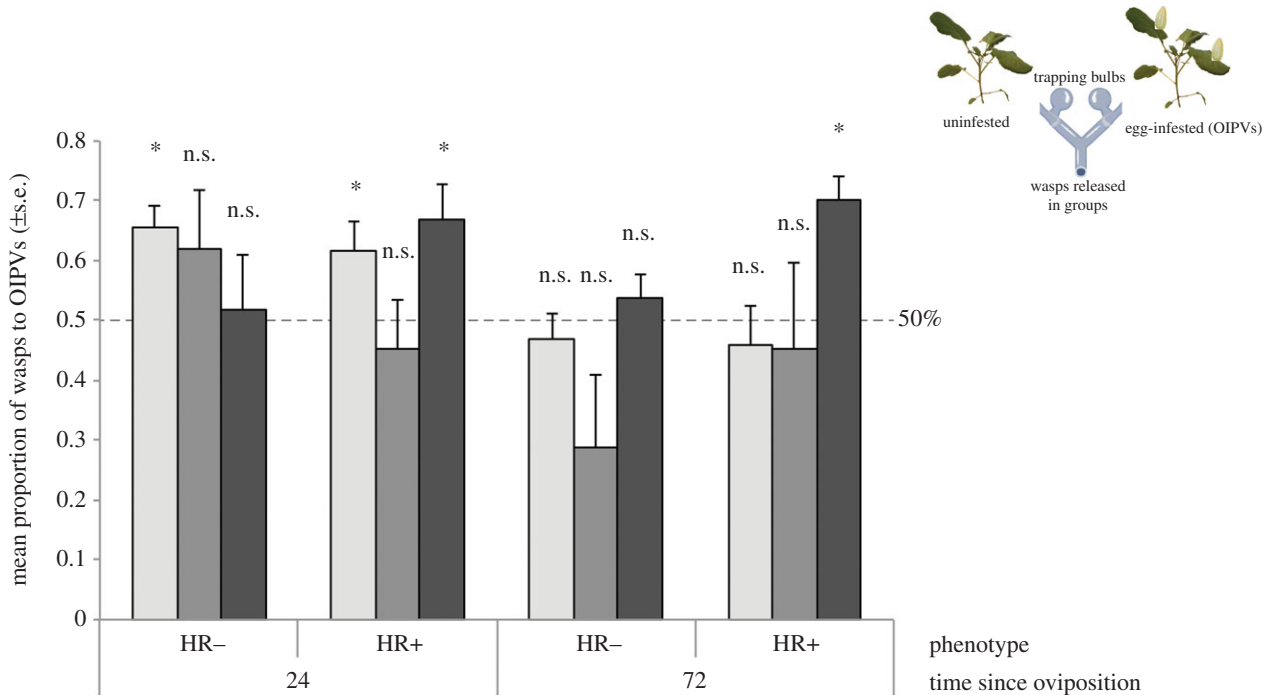 trapping bulbs
uninfested
egg-infested (OIPVs)
wasps released
in groups
mean proportion of wasps to OIPVs (±s.e.)
0.8
0.7
0.6
0.5
0.4
0.3
0.2
0.1
0
*
n.s.
n.s.
*
n.s.
*
n.s.
n.s.
n.s.
n.s.
n.s.
*
50%
HR–
HR+
HR–
HR+
phenotype
24
72
time since oviposition